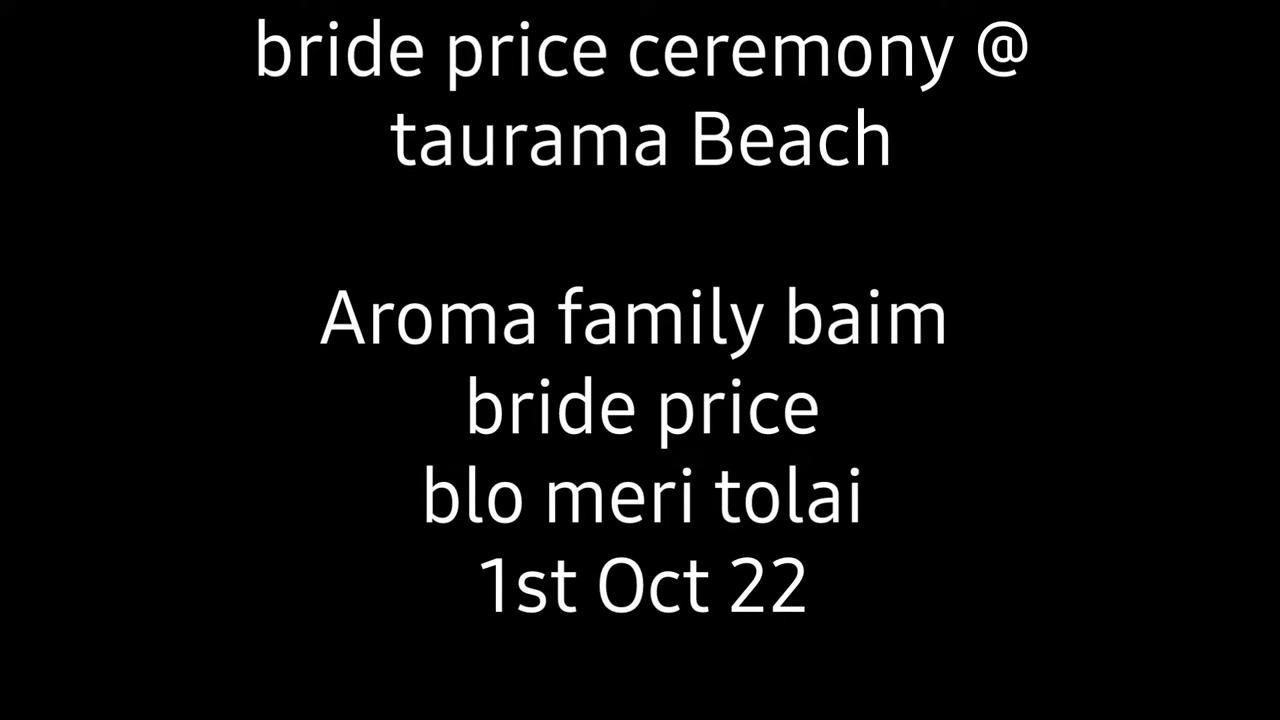 bride price ceremony @
taurama Beach
Aroma family baim
bride price
blo meri tolai
1st Oct 22